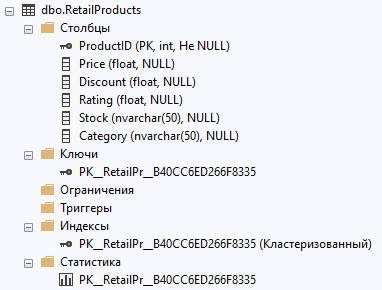 dbo.RetailProducts
Столбцы
ProductID (PK, int, Не NULL)
Price (float, NULL)
Discount (float, NULL)
Rating (float, NULL)
Stock (nvarchar(50), NULL)
Category (nvarchar(50), NULL)
Ключи
PK__RetailPr__B40CC6ED266F8335
Ограничения
Триггеры
Индексы
PK__RetailPr__B40CC6ED266F8335 (Кластеризованный)
Статистика
PK__RetailPr__B40CC6ED266F8335